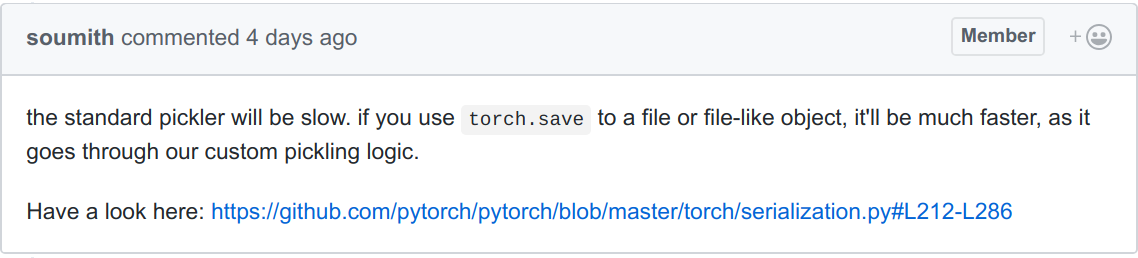 soumith commented 4 days ago Member +
the standard pickler will be slow. if you use torch.save to a file or file-like object, it'll be much faster, as it
goes through our custom pickling logic.
Have a look here: https://github.com/pytorch/pytorch/blob/master/torch/serialization.py#L212-L286